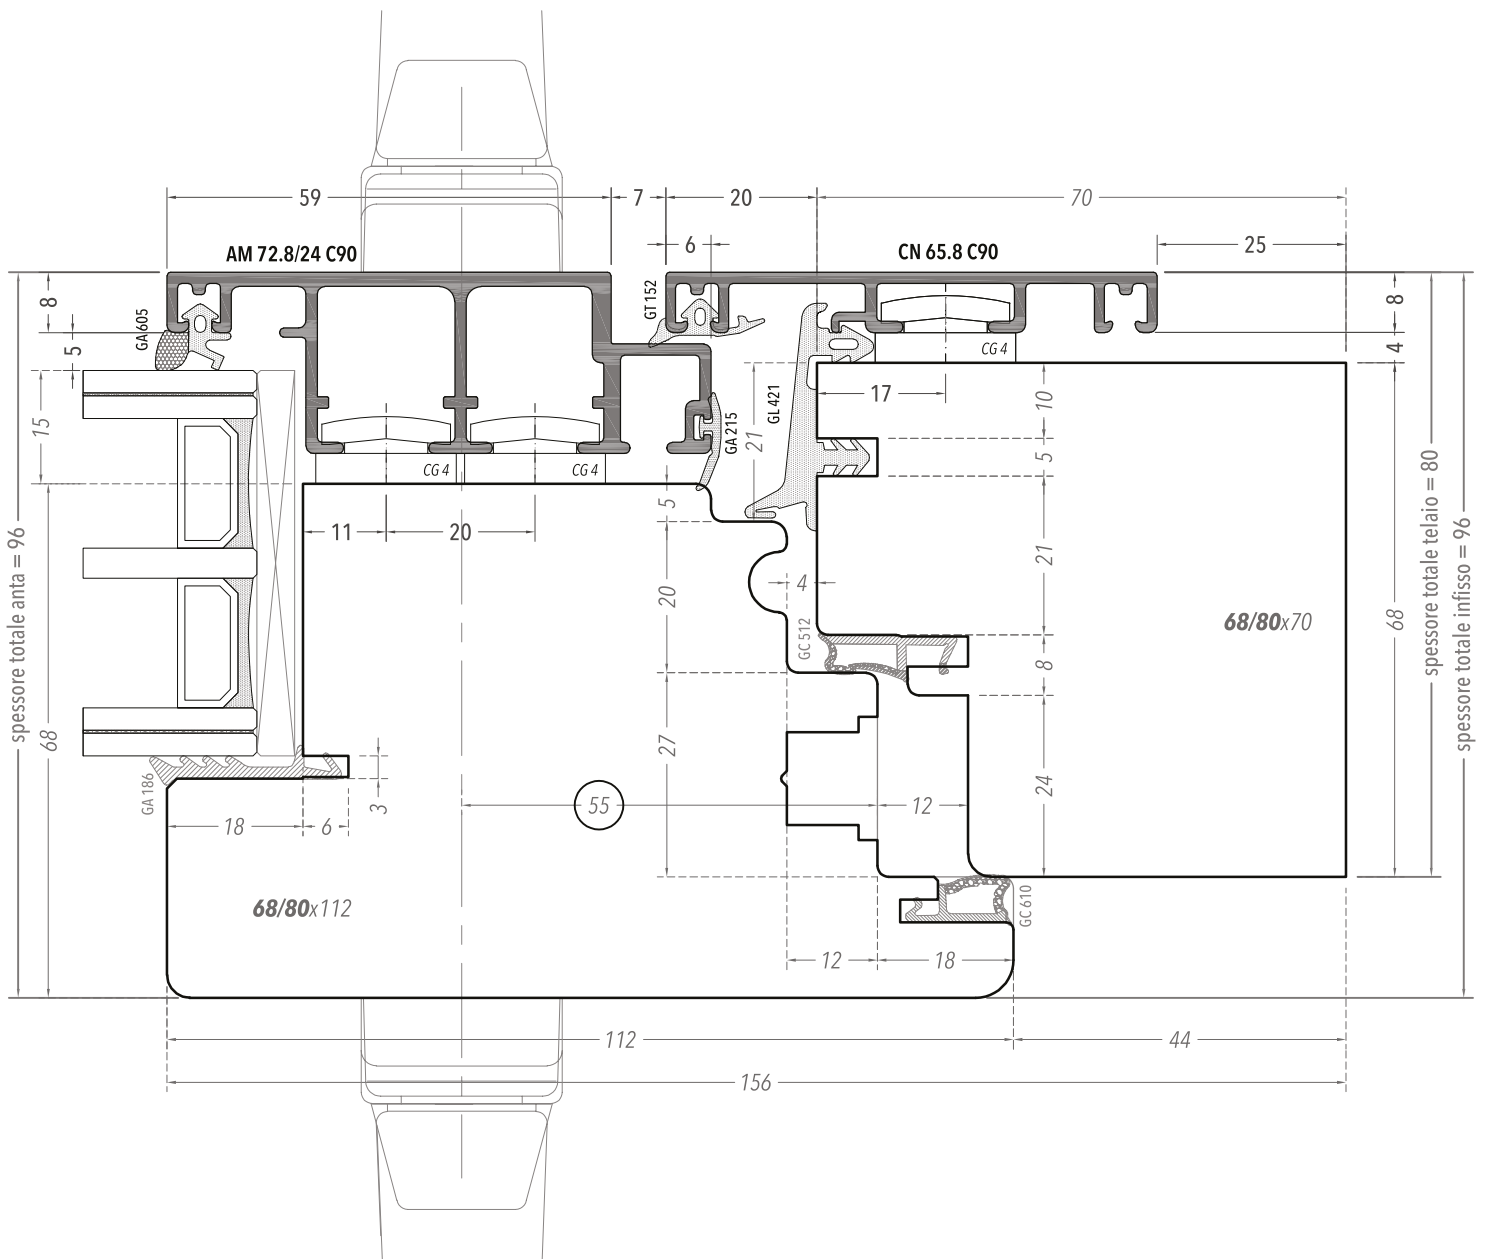 59
7
20
70
6
25
AM 72.8/24 C90
CN 65.8 C90
8
GA 605
GT 152
8
5
CG 4
4
15
17
10
GL 421
GA 215
21
5
CG 4
CG 4
5
11
20
21
20
4
68/80x70
68
spessore totale anta = 96
spessore totale telaio = 80
spessore totale infisso = 96
GC 512
8
68
27
GA 186
3
55
12
24
18
6
68/80x112
GC 610
12
18
112
44
156